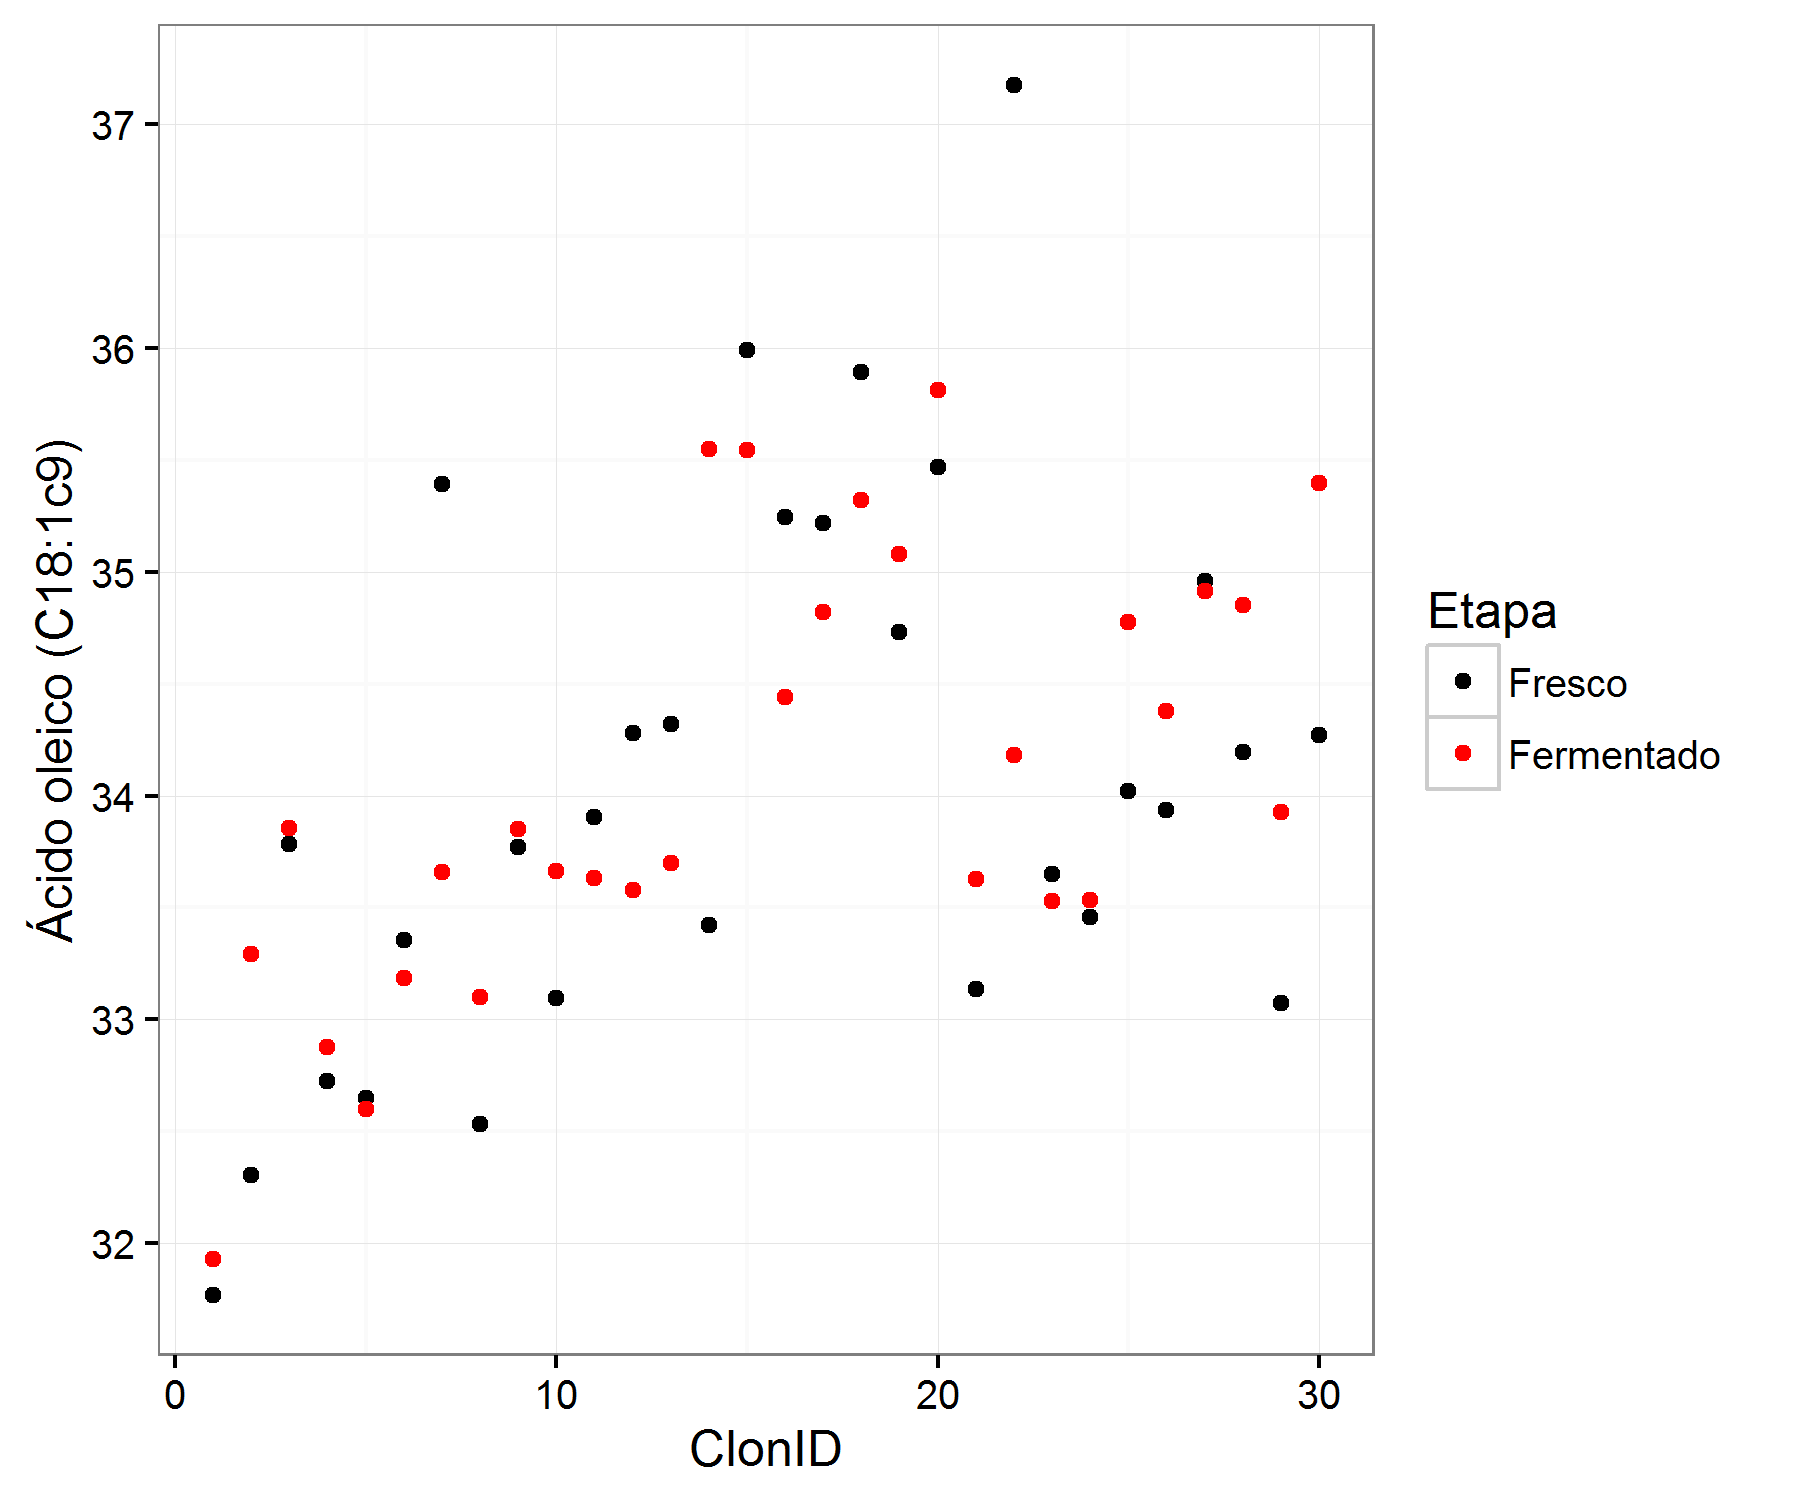 37
36
35
34
33
32
Ácido oleico (C18:1c9)
0 10 20 30
ClonID
Etapa
Fresco
Fermentado